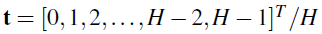 t = [0,1,2,...,H − 2,H − 1]ᵀ/H